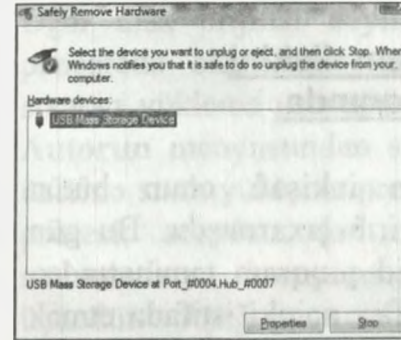 Safely Remove Hardware
Select the device you want to unplug or eject, and then click Stop. When
Windows notifies you that it is safe to do so unplug the device from your
computer.
Hardware devices:
USB Mass Storage Device
USB Mass Storage Device at Port_#0004.Hub_#0007
Properties
Stop